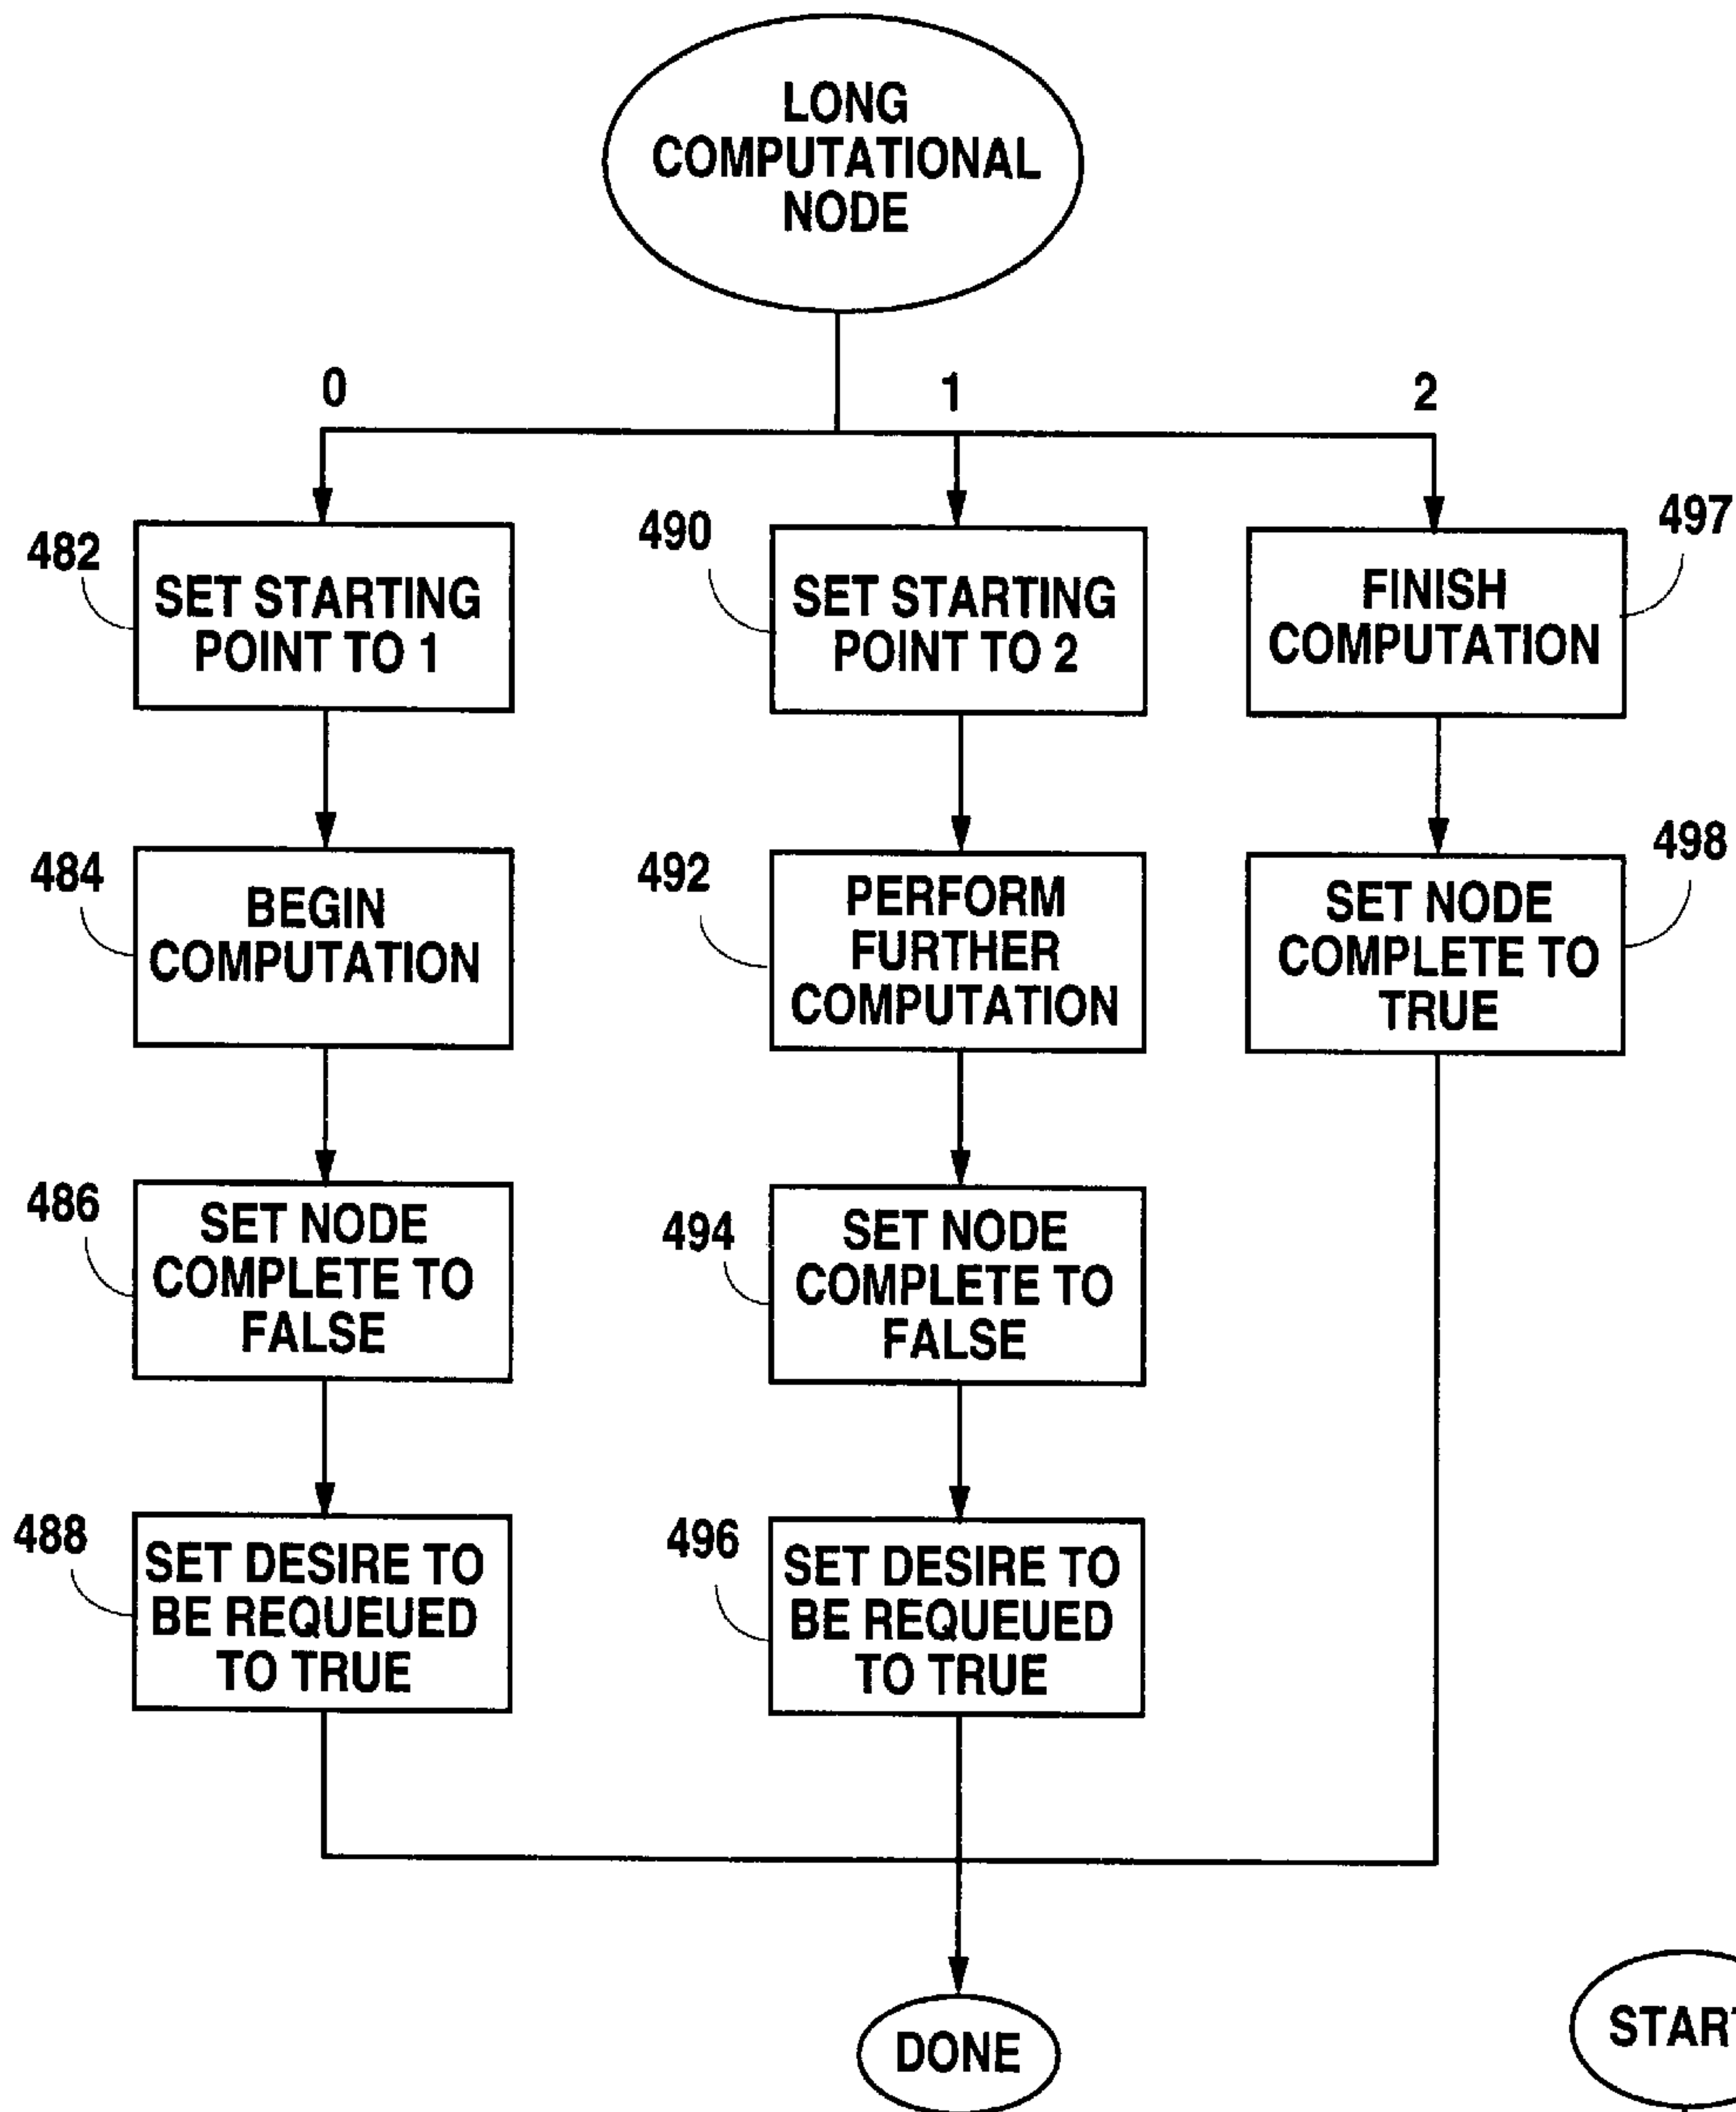 LONG
COMPUTATIONAL
NODE
0
1
2
482
SET STARTING
POINT TO 1
484
BEGIN
COMPUTATION
486
SET NODE
COMPLETE TO
FALSE
488
SET DESIRE TO
BE REQUEUED
TO TRUE
490
SET STARTING
POINT TO 2
492
PERFORM
FURTHER
COMPUTATION
494
SET NODE
COMPLETE TO
FALSE
496
SET DESIRE TO
BE REQUEUED
TO TRUE
497
FINISH
COMPUTATION
498
SET NODE
COMPLETE TO
TRUE
DONE